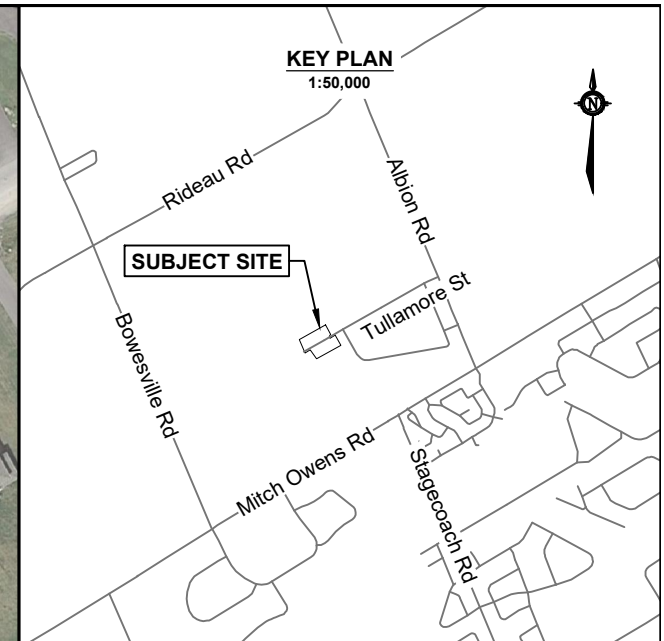 KEY PLAN
1:50,000
N
Rideau Rd
Albion Rd
SUBJECT SITE
Tullamore St
Bowesville Rd
Mitch Owens Rd
Stagecoach Rd